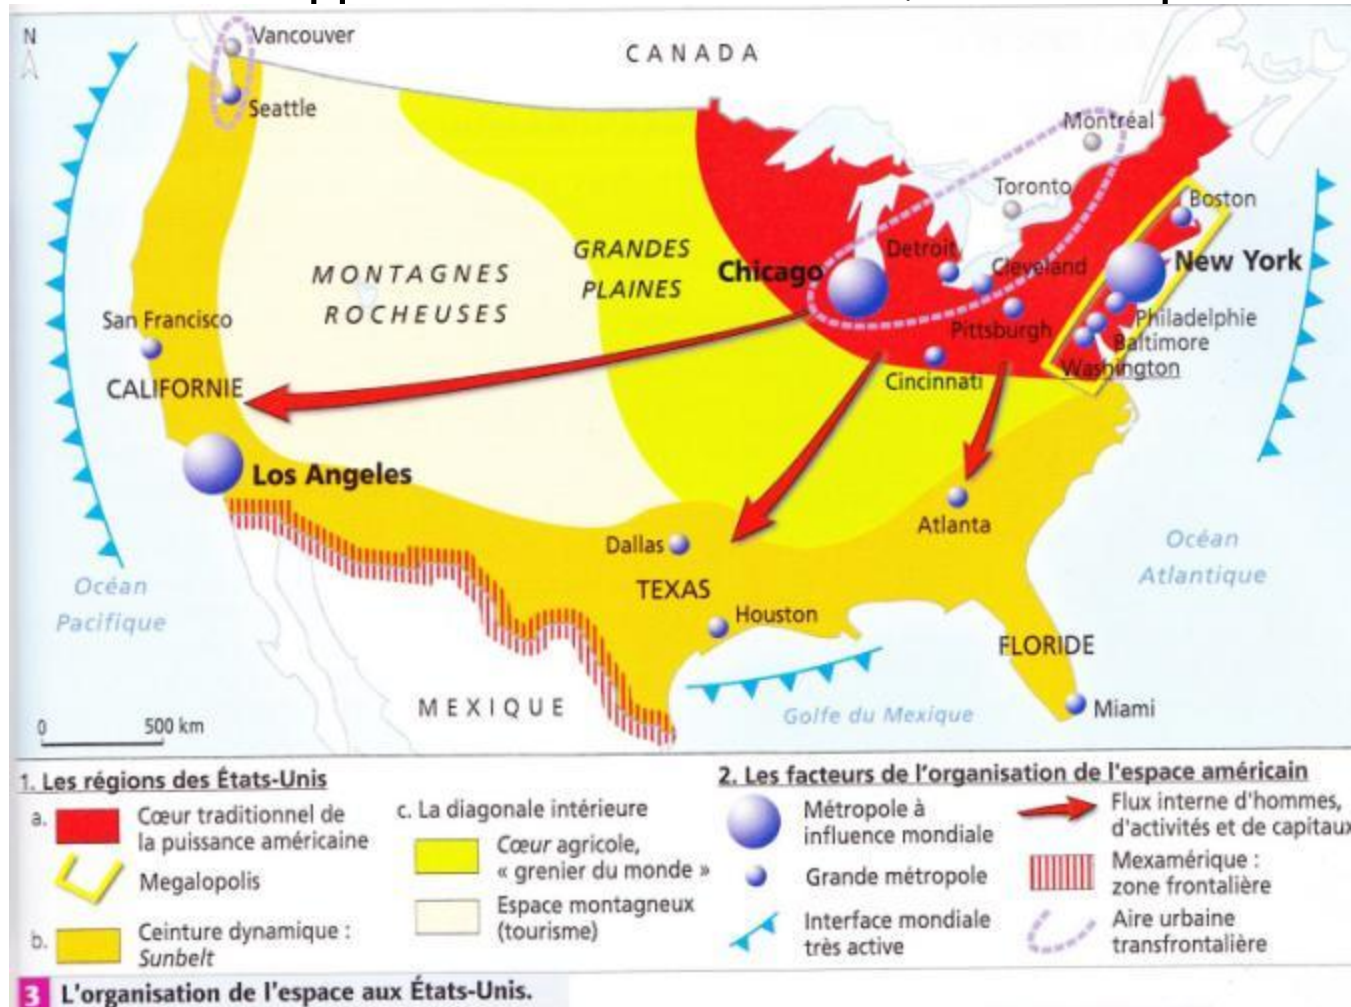 N
Vancouver
CANADA
Seattle
Montréal
Toronto
Boston
GRANDES
PLAINES
Detroit
Cleveland
New York
MONTAGNES
ROCHEUSES
Chicago
San Francisco
Pittsburgh
Philadelphie
Baltimore
Washington
CALIFORNIE
Cincinnati
Los Angeles
Atlanta
Dallas
Océan
Atlantique
Océan
Pacifique
TEXAS
Houston
FLORIDE
MEXIQUE
Golfe du Mexique
Miami
0 500 km
1. Les régions des États-Unis
a. Cœur traditionnel de
la puissance américaine
Megalopolis
b. Ceinture dynamique :
Sunbelt
c. La diagonale intérieure
Cœur agricole,
« grenier du monde »
Espace montagneux
(tourisme)
2. Les facteurs de l'organisation de l'espace américain
Métropole à
influence mondiale
Grande métropole
Interface mondiale
très active
Flux interne d'hommes,
d'activités et de capitaux
Mexamérique :
zone frontalière
Aire urbaine
transfrontalière
3 L'organisation de l'espace aux États-Unis.